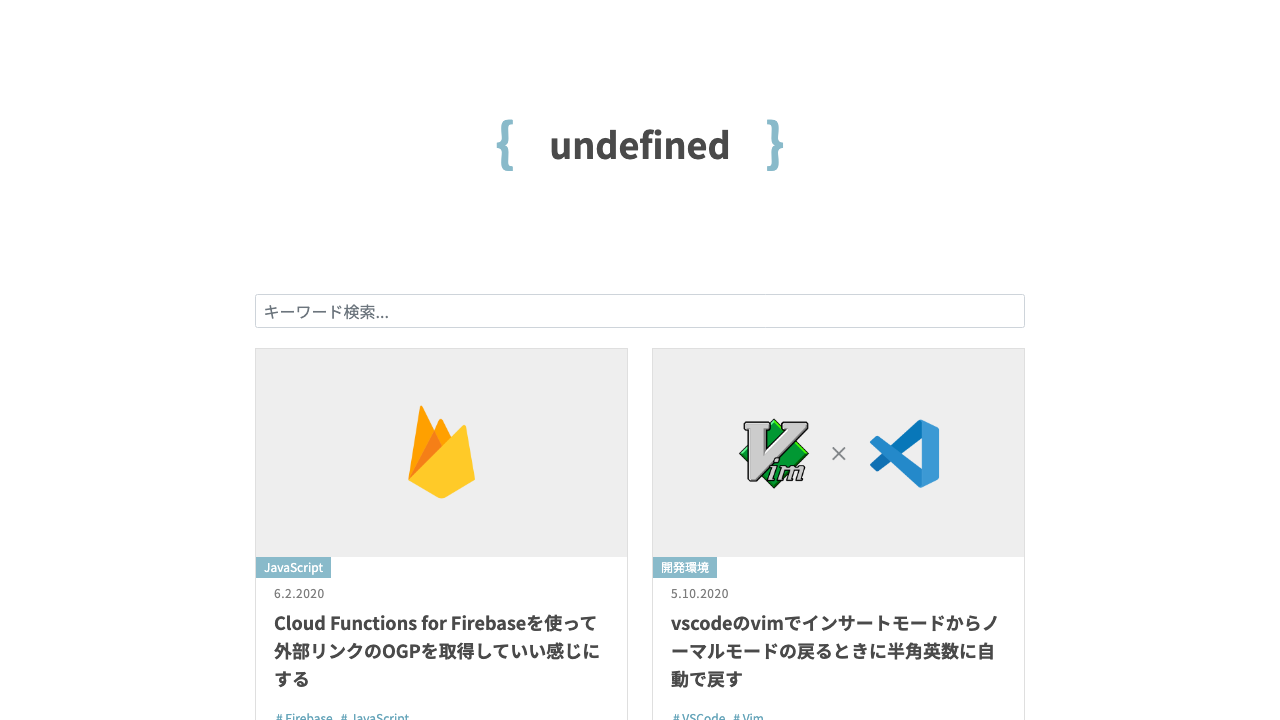 { undefined }
キーワード検索...
Vim
×
JavaScript
6.2.2020
Cloud Functions for Firebaseを使って
外部リンクのOGPを取得していい感じに
する
# Firebase # JavaScript
開発環境
5.10.2020
vscodeのvimでインサートモードからノ
ーマルモードの戻るときに半角英数に自
動で戻す
# VSCode # Vim